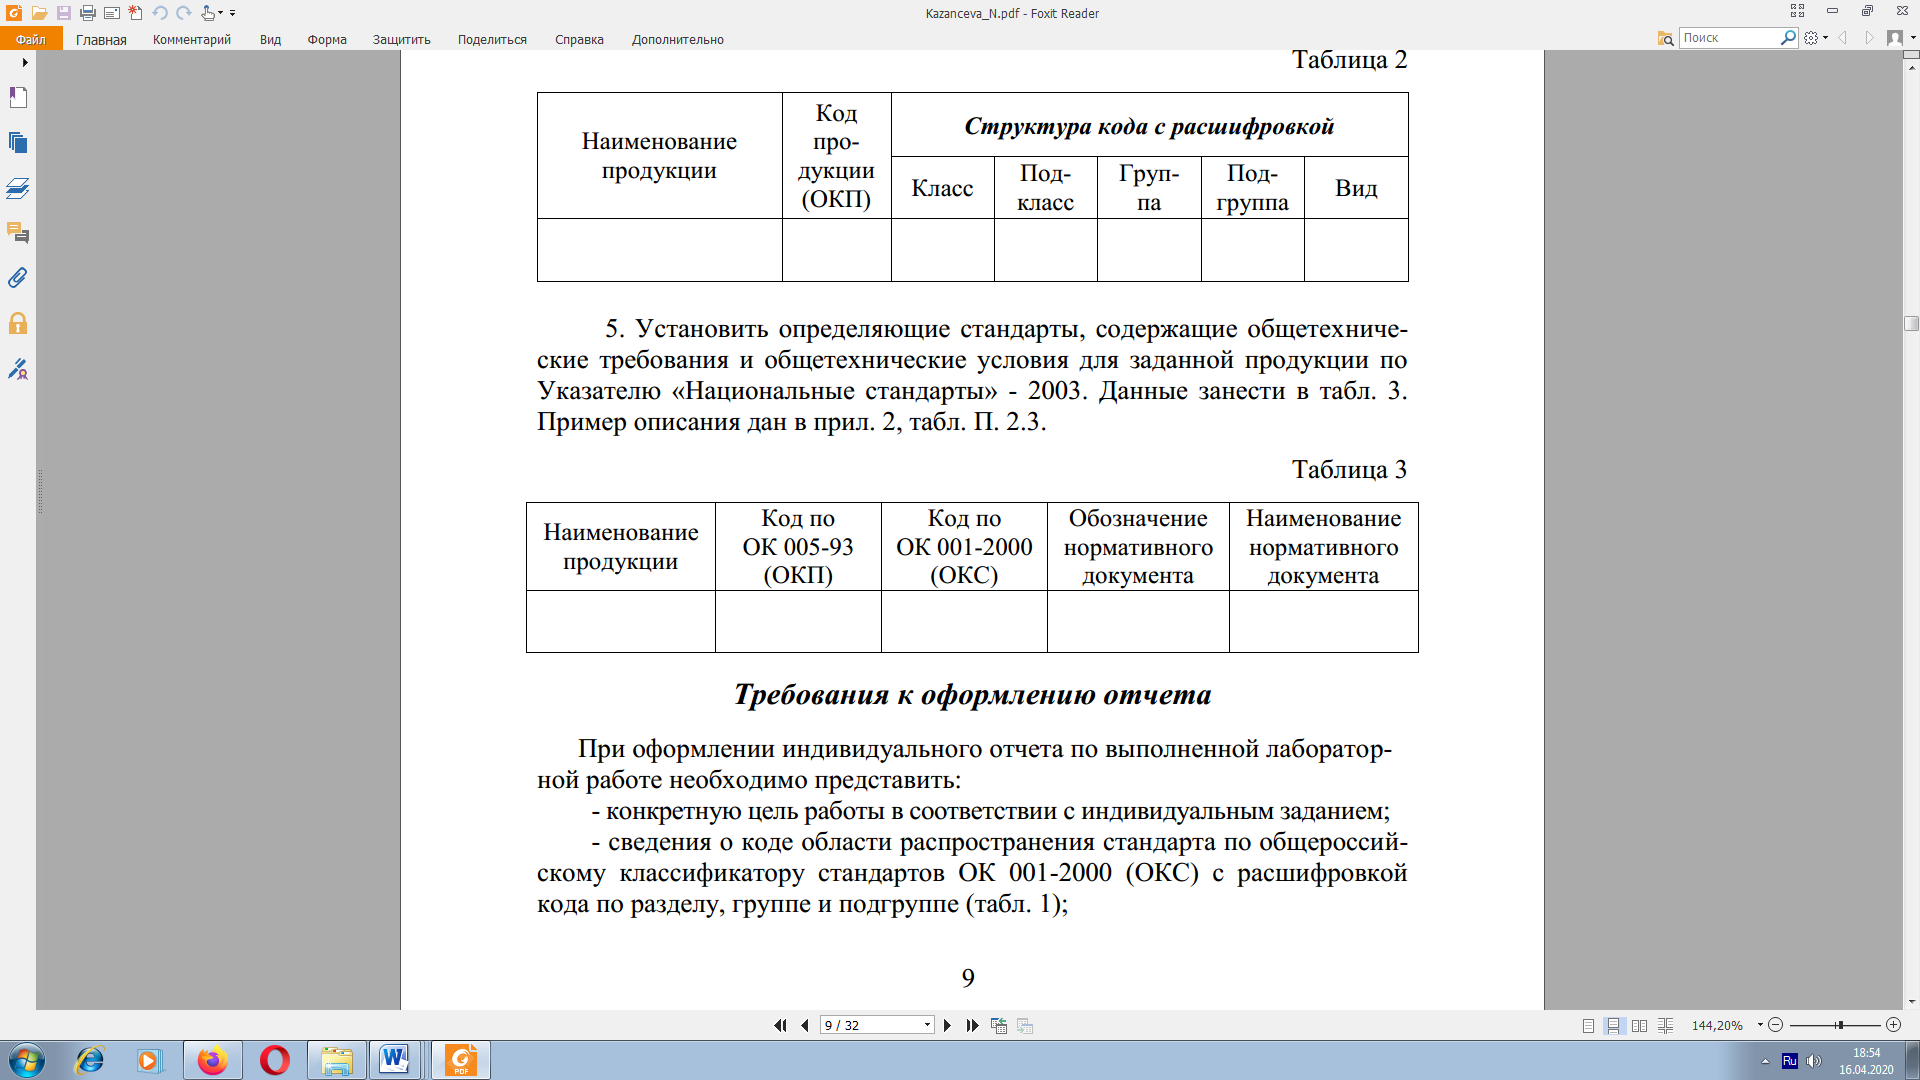 Kazanceva_N.pdf - Foxit Reader
Файл Главная Комментарий Вид Форма Защитить Поделиться Справка Дополнительно
Поиск
Таблица 2
Наименование
продукции
Код
про-
дукции
(ОКП)
Структура кода с расшифровкой
Класс
Под-
класс
Груп-
па
Под-
группа
Вид
5. Установить определяющие стандарты, содержащие общетехниче-
ские требования и общетехнические условия для заданной продукции по
Указателю «Национальные стандарты» - 2003. Данные занести в табл. 3.
Пример описания дан в прил. 2, табл. П. 2.3.
Таблица 3
Наименование
продукции
Код по
ОК 005-93
(ОКП)
Код по
ОК 001-2000
(ОКС)
Обозначение
нормативного
документа
Наименование
нормативного
документа
Требования к оформлению отчета
При оформлении индивидуального отчета по выполненной лаборатор-
ной работе необходимо представить:
- конкретную цель работы в соответствии с индивидуальным заданием;
- сведения о коде области распространения стандарта по общероссий-
скому классификатору стандартов ОК 001-2000 (ОКС) с расшифровкой
кода по разделу, группе и подгруппе (табл. 1);
9
9 / 32
144,20%
PDF
Ru
18:54
16.04.2020